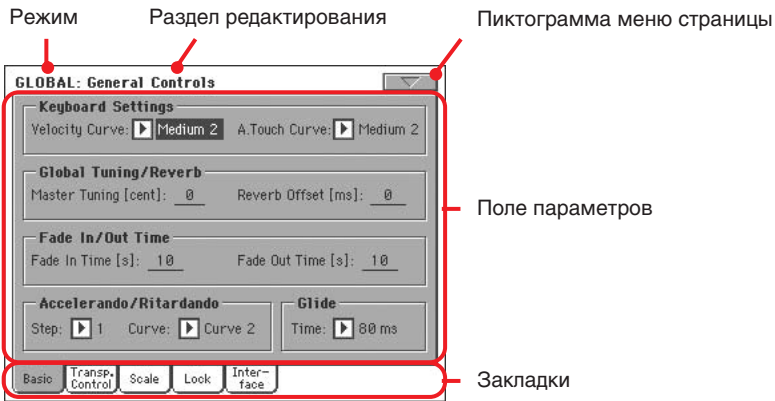 Режим Раздел редактирования Пиктограмма меню страницы
GLOBAL: General Controls
Keyboard Settings
Velocity Curve: Medium 2 A.Touch Curve: Medium 2
Global Tuning/Reverb
Master Tuning [cent]: 0 Reverb Offset [ms]: 0
Поле параметров
Fade In/Out Time
Fade In Time [s]: 10 Fade Out Time [s]: 10
Accelerando/Ritardando Glide
Step: 1 Curve: Curve 2 Time: 80 ms
Basic Transp. Control Scale Lock Inter-face
Закладки